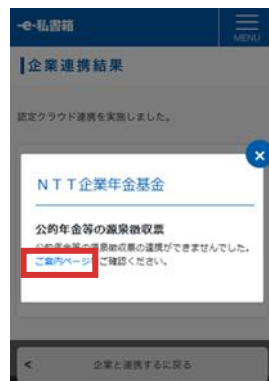 -e-私書箱
MENU
企業連携結果
認定クラウド連携を実施しました。
×
ＮＴＴ企業年金基金
公的年金等の源泉徴収票
公的年金等の源泉徴収票の連携ができませんでした。
ご案内ページをご確認ください。
<
企業と連携するに戻る